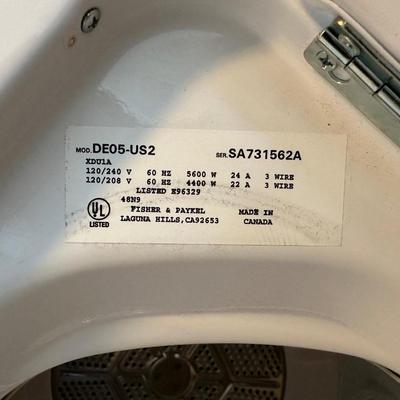 MOD. DE05-US2 SER. SA731562A
XDU1A
120/240 V 60 HZ 5600 W 24 A 3 WIRE
120/208 V 60 HZ 4400 W 22 A 3 WIRE
LISTED E96329
48N9
UL
LISTED
FISHER & PAYKEL MADE IN
LAGUNA HILLS,CA92653 CANADA